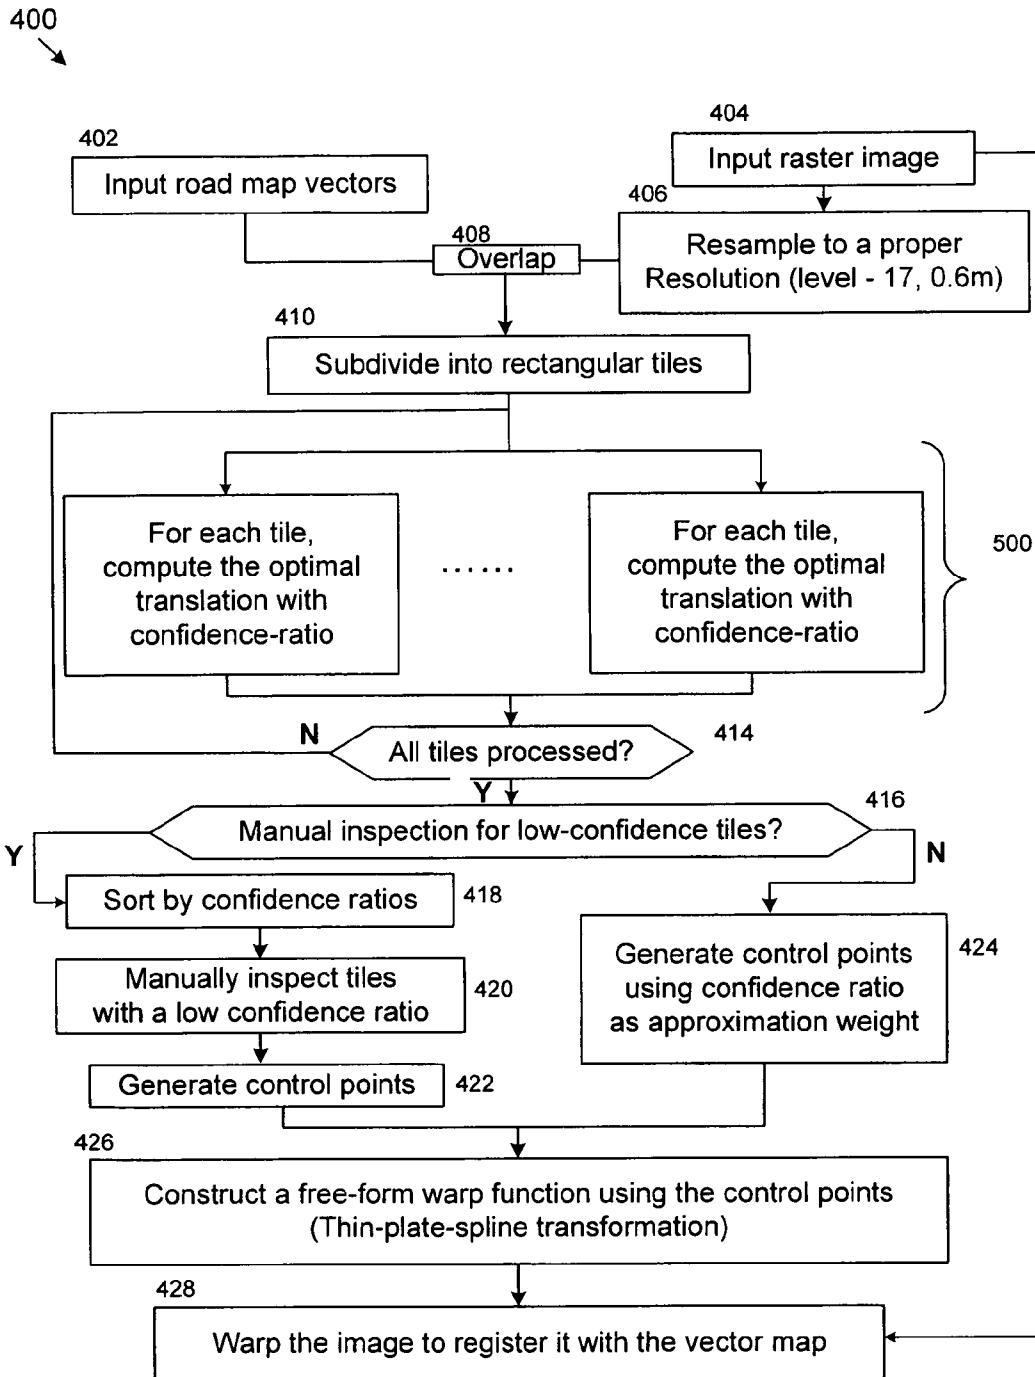 400
402
Input road map vectors
404
Input raster image
406
Resample to a proper
Resolution (level - 17, 0.6m)
408
Overlap
410
Subdivide into rectangular tiles
For each tile,
compute the optimal
translation with
confidence-ratio
......
For each tile,
compute the optimal
translation with
confidence-ratio
500
N
All tiles processed?
414
Y
Manual inspection for low-confidence tiles?
416
Y
N
Sort by confidence ratios
418
Manually inspect tiles
with a low confidence ratio
420
Generate control points
422
Generate control points
using confidence ratio
as approximation weight
424
426
Construct a free-form warp function using the control points
(Thin-plate-spline transformation)
428
Warp the image to register it with the vector map